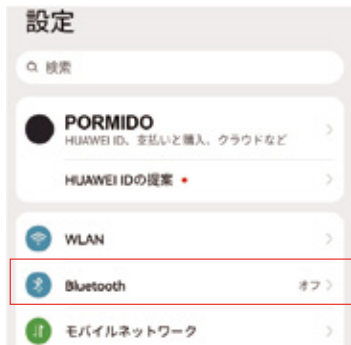 設定
検索
PORMIDO
HUAWEI ID、支払いと購入、クラウドなど
HUAWEI IDの提案
WLAN
Bluetooth オフ
モバイルネットワーク